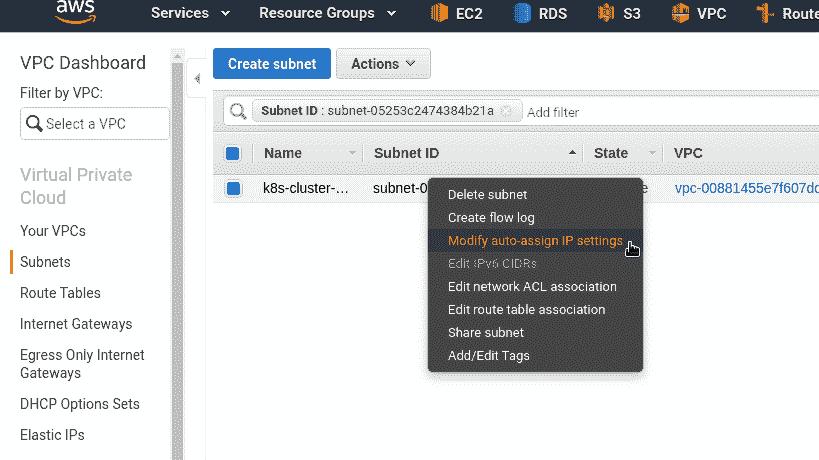 aws
Services
Resource Groups
EC2
RDS
S3
VPC
Route
VPC Dashboard
Filter by VPC:
Select a VPC
Virtual Private
Cloud
Your VPCs
Subnets
Route Tables
Internet Gateways
Egress Only Internet
Gateways
DHCP Options Sets
Elastic IPs
Create subnet
Actions
Subnet ID : subnet-05253c2474384b21a
Add filter
Name
Subnet ID
State
VPC
k8s-cluster-...
subnet-0
e
vpc-00881455e7f607dc
Delete subnet
Create flow log
Modify auto-assign IP settings
Edit IPv6 CIDRs
Edit network ACL association
Edit route table association
Share subnet
Add/Edit Tags